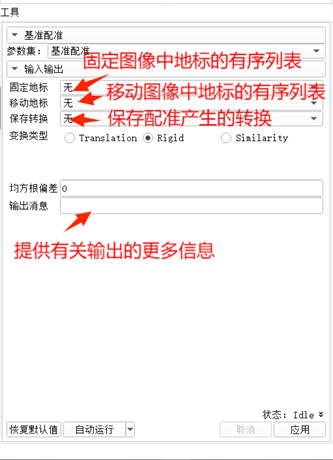 工具
基准配准
参数集: 基准配准
固定图像中地标的有序列表
输入输出
固定地标 无
移动图像中地标的有序列表
移动地标 无
保存转换 无
保存配准产生的转换
变换类型 Translation Rigid Similarity
均方根偏差 0
输出消息
提供有关输出的更多信息
状态: Idle
恢复默认值 自动运行 取消 应用